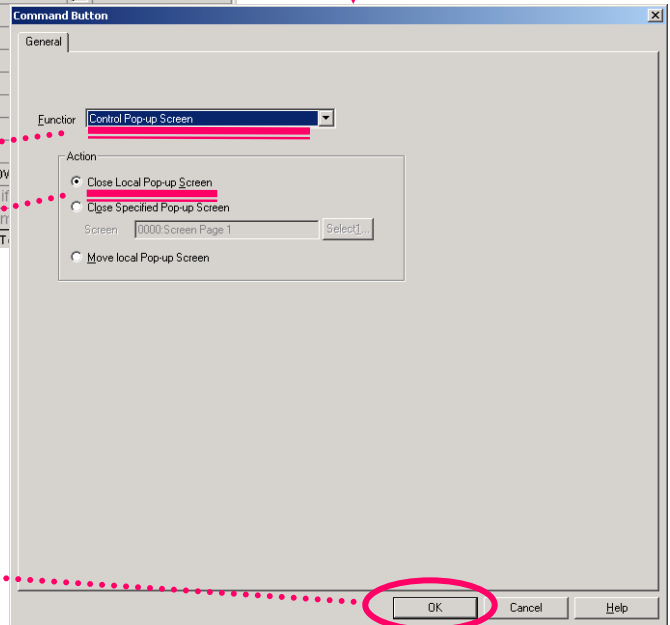 Command Button
General
Functior Control Pop-up Screen
Action
Close Local Pop-up Screen
Close Specified Pop-up Screen
Screen 0000:Screen Page 1 Select1...
Move local Pop-up Screen
OK Cancel Help